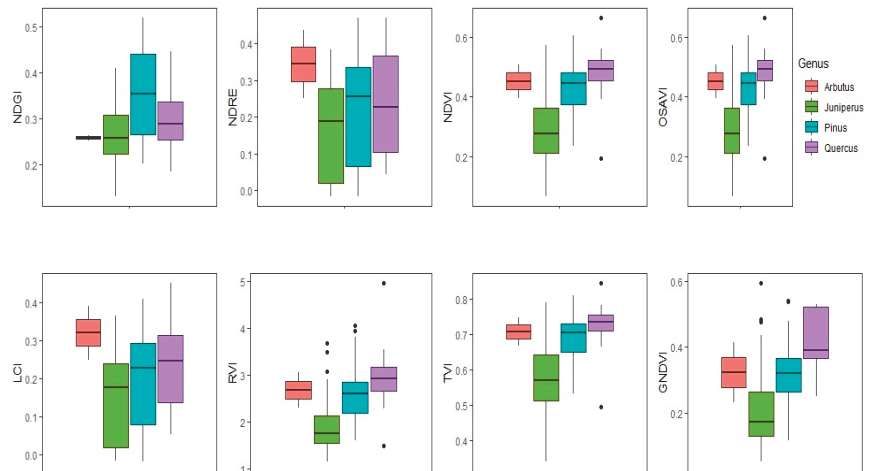 NDGI
0.5
0.4
0.3
0.2
NDRE
0.4
0.3
0.2
0.1
0.0
NDVI
0.6
0.4
0.2
OSAVI
0.6
0.4
0.2
Genus
Arbutus
Juniperus
Pinus
Quercus
LCI
0.4
0.3
0.2
0.1
0.0
RVI
5
4
3
2
1
TVI
0.8
0.7
0.6
0.5
0.4
GNDVI
0.6
0.4
0.2